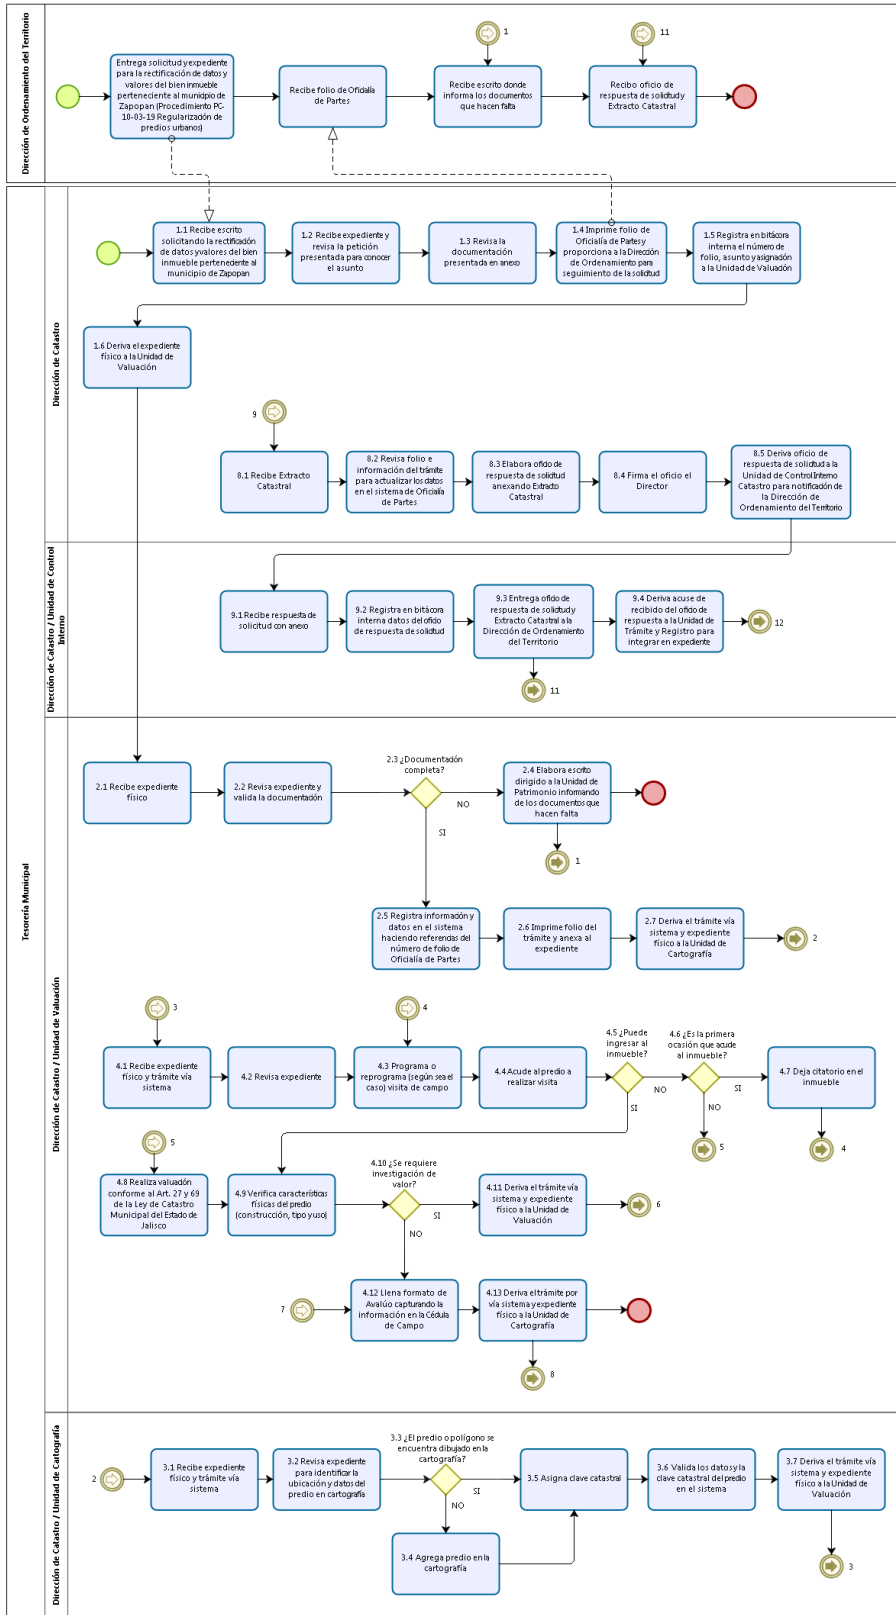 Dirección de Ordenamiento del Territorio
Entrega solicitud y expediente
para la rectificación de datos y
valores del bien inmueble
perteneciente al municipio de
Zapopan (Procedimiento PC-
10-03-19 Regularización de
predios urbanos)
Recibe folio de Oficialía
de Partes
1
Recibe escrito donde
informa los documentos
que hacen falta
11
Recibo oficio de
respuesta de solicitud y
Extracto Catastral
Tesorería Municipal
Dirección de Catastro
1.1 Recibe escrito
solicitando la rectificación
de datos y valores del bien
inmueble perteneciente al
municipio de Zapopan
1.2 Recibe expediente y
revisa la petición
presentada para conocer
el asunto
1.3 Revisa la
documentación
presentada en anexo
1.4 Imprime folio de
Oficialía de Partes y
proporciona a la Dirección
de Ordenamiento para
seguimiento de la solicitud
1.5 Registra en bitácora
interna el número de
folio, asunto y asignación
a la Unidad de Valuación
1.6 Deriva el expediente
físico a la Unidad de
Valuación
9
8.1 Recibe Extracto
Catastral
8.2 Revisa folio e
información del trámite
para actualizar los datos
en el sistema de Oficialía
de Partes
8.3 Elabora oficio de
respuesta de solicitud
anexando Extracto
Catastral
8.4 Firma el oficio el
Director
8.5 Deriva oficio de
respuesta de solicitud a la
Unidad de Control Interno
Catastro para notificación de
la Dirección de
Ordenamiento del Territorio
Dirección de Catastro / Unidad de Control
Interno
9.1 Recibe respuesta de
solicitud con anexo
9.2 Registra en bitácora
interna datos del oficio
de respuesta de solicitud
9.3 Entrega oficio de
respuesta de solicitud y
Extracto Catastral a la
Dirección de Ordenamiento
del Territorio
9.4 Deriva acuse de
recibido del oficio de
respuesta a la Unidad de
Trámite y Registro para
integrar en expediente
12
11
Dirección de Catastro / Unidad de Valuación
2.1 Recibe expediente
físico
2.2 Revisa expediente y
valida la documentación
2.3 ¿Documentación
completa?
NO
SI
2.4 Elabora escrito
dirigido a la Unidad de
Patrimonio informando
de los documentos que
hacen falta
1
2.5 Registra información y
datos en el sistema
haciendo referencias del
número de folio de
Oficialía de Partes
2.6 Imprime folio del
trámite y anexa al
expediente
2.7 Deriva el trámite vía
sistema y expediente
físico a la Unidad de
Cartografía
2
3
4.1 Recibe expediente
físico y trámite vía
sistema
4.2 Revisa expediente
4
4.3 Programa o
reprograma (según sea el
caso) visita de campo
4.4 Acude al predio a
realizar visita
4.5 ¿Puede
ingresar al
inmueble?
NO
SI
4.6 ¿Es la primera
ocasión que acude
al inmueble?
SI
NO
4.7 Deja citatorio en el
inmueble
5
4
5
4.8 Realiza valuación
conforme al Art. 27 y 69
de la Ley de Catastro
Municipal del Estado de
Jalisco
4.9 Verifica características
físicas del predio
(construcción, tipo y uso)
4.10 ¿Se requiere
investigación de
valor?
SI
NO
4.11 Deriva el trámite vía
sistema y expediente
físico a la Unidad de
Valuación
6
7
4.12 Llena formato de
Avalúo capturando la
información en la Cédula
de Campo
4.13 Deriva el trámite por
vía sistema y expediente
físico a la Unidad de
Cartografía
8
Dirección de Catastro / Unidad de Cartografía
2
3.1 Recibe expediente
físico y trámite vía
sistema
3.2 Revisa expediente
para identificar la
ubicación y datos del
predio en cartografía
3.3 ¿El predio o polígono se
encuentra dibujado en la
cartografía?
SI
NO
3.4 Agrega predio en la
cartografía
3.5 Asigna clave catastral
3.6 Valida los datos y la
clave catastral del predio
en el sistema
3.7 Deriva el trámite vía
sistema y expediente
físico a la Unidad de
Valuación
3